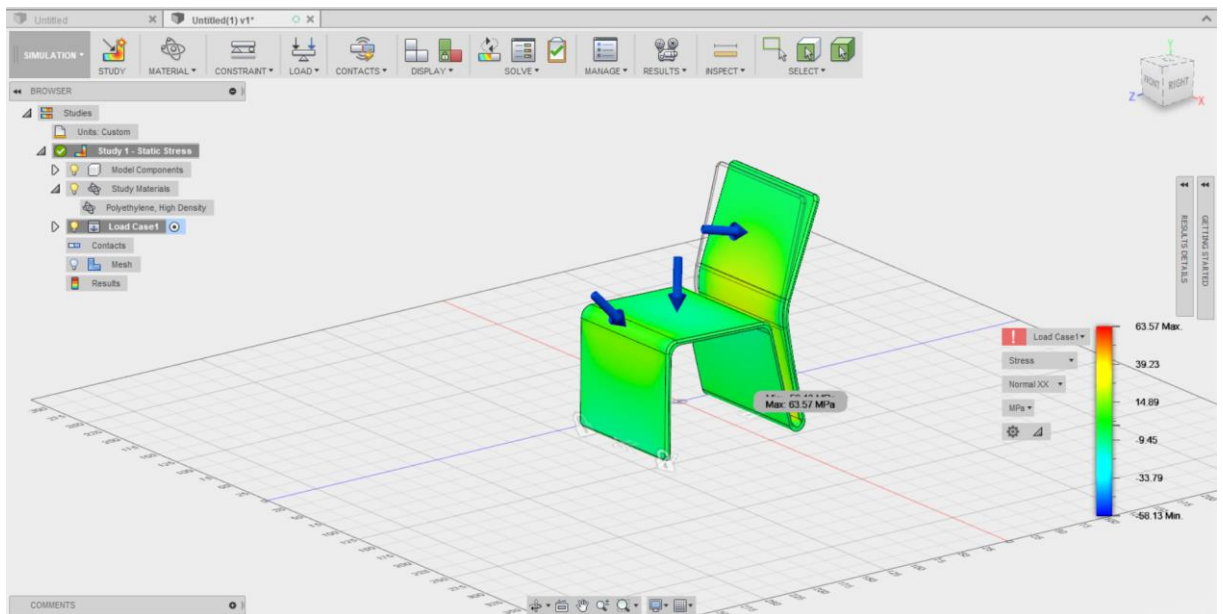 Untitled
Untitled(1) v1*
SIMULATION
STUDY
MATERIAL
CONSTRAINT
LOAD
CONTACTS
DISPLAY
SOLVE
MANAGE
RESULTS
INSPECT
SELECT
BROWSER
Studies
Units: Custom
Study 1 - Static Stress
Model Components
Study Materials
Polyethylene, High Density
Load Case1
Contacts
Mesh
Results
Y
FRONT
RIGHT
Z
X
RESULTS DETAILS
GETTING STARTED
Max: 63.57 MPa
Load Case1
Stress
Normal XX
MPa
63.57 Max.
39.23
14.89
-9.45
-33.79
-58.13 Min.
COMMENTS